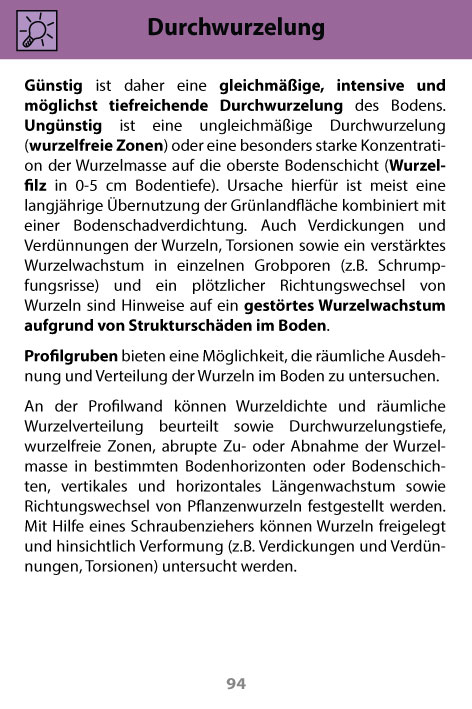 Durchwurzelung
Günstig ist daher eine gleichmäßige, intensive und
möglichst tiefreichende Durchwurzelung des Bodens.
Ungünstig ist eine ungleichmäßige Durchwurzelung
(wurzelfreie Zonen) oder eine besonders starke Konzentrati-
on der Wurzelmasse auf die oberste Bodenschicht (Wurzel-
filz in 0-5 cm Bodentiefe). Ursache hierfür ist meist eine
langjährige Übernutzung der Grünlandfläche kombiniert mit
einer Bodenschadverdichtung. Auch Verdickungen und
Verdünnungen der Wurzeln, Torsionen sowie ein verstärktes
Wurzelwachstum in einzelnen Grobporen (z.B. Schrump-
fungsrisse) und ein plötzlicher Richtungswechsel von
Wurzeln sind Hinweise auf ein gestörtes Wurzelwachstum
aufgrund von Strukturschäden im Boden.
Profilgruben bieten eine Möglichkeit, die räumliche Ausdeh-
nung und Verteilung der Wurzeln im Boden zu untersuchen.
An der Profilwand können Wurzeldichte und räumliche
Wurzelverteilung beurteilt sowie Durchwurzelungstiefe,
wurzelfreie Zonen, abrupte Zu- oder Abnahme der Wurzel-
masse in bestimmten Bodenhorizonten oder Bodenschich-
ten, vertikales und horizontales Längenwachstum sowie
Richtungswechsel von Pflanzenwurzeln festgestellt werden.
Mit Hilfe eines Schraubenziehers können Wurzeln freigelegt
und hinsichtlich Verformung (z.B. Verdickungen und Verdün-
nungen, Torsionen) untersucht werden.
94